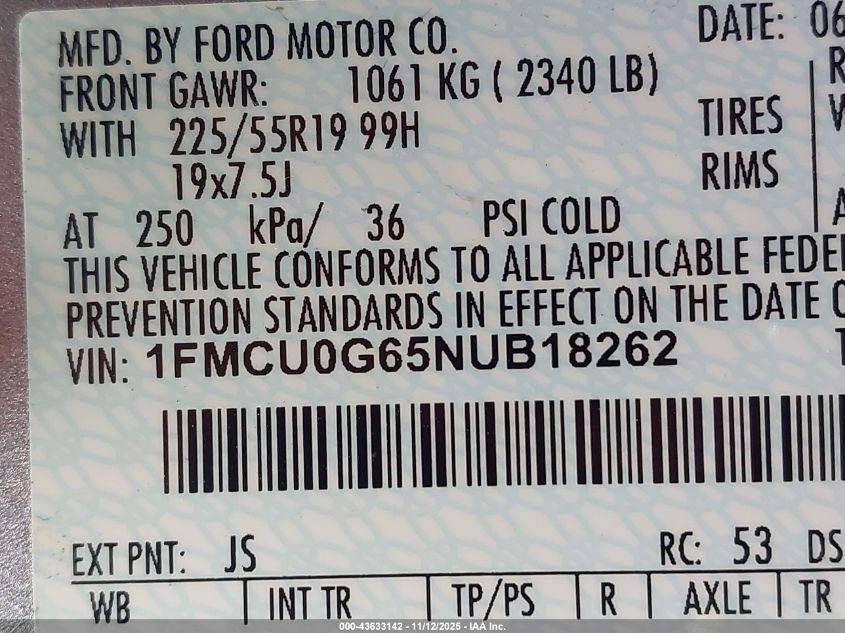 MFD. BY FORD MOTOR CO.
DATE: 06
FRONT GAWR: 1061 KG ( 2340 LB)
WITH 225/55R19 99H
TIRES
19x7.5J
RIMS
AT 250 kPa/ 36 PSI COLD
THIS VEHICLE CONFORMS TO ALL APPLICABLE
PREVENTION STANDARDS IN EFFECT ON THE DATE
VIN: 1FMCU0G65NUB18262
EXT PNT: JS
RC: 53 DS
WB INT TR TP/PS R AXLE TR
000-43633142 - 11/12/2025 - IAA Inc.